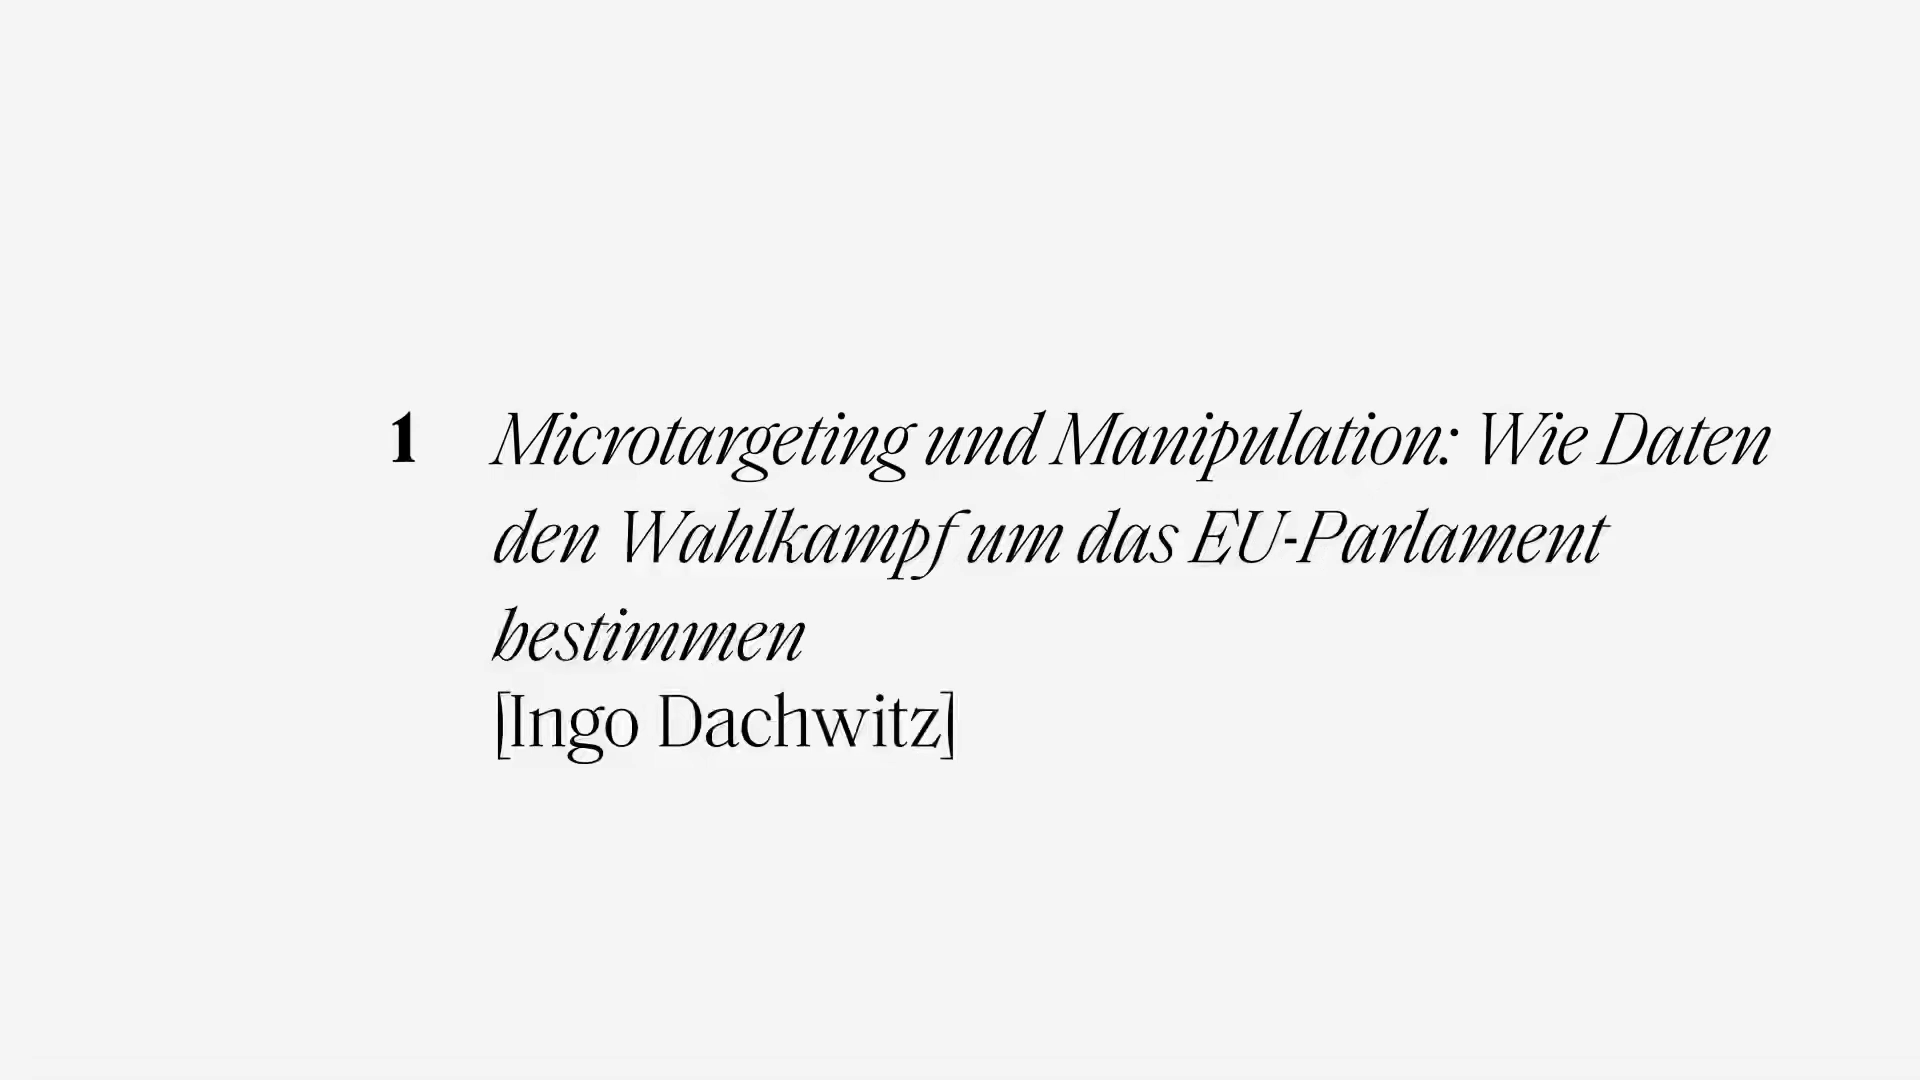 1 Microtargeting und Manipulation: Wie Daten
den Wahlkampf um das EU-Parlament
bestimmen
[Ingo Dachwitz]